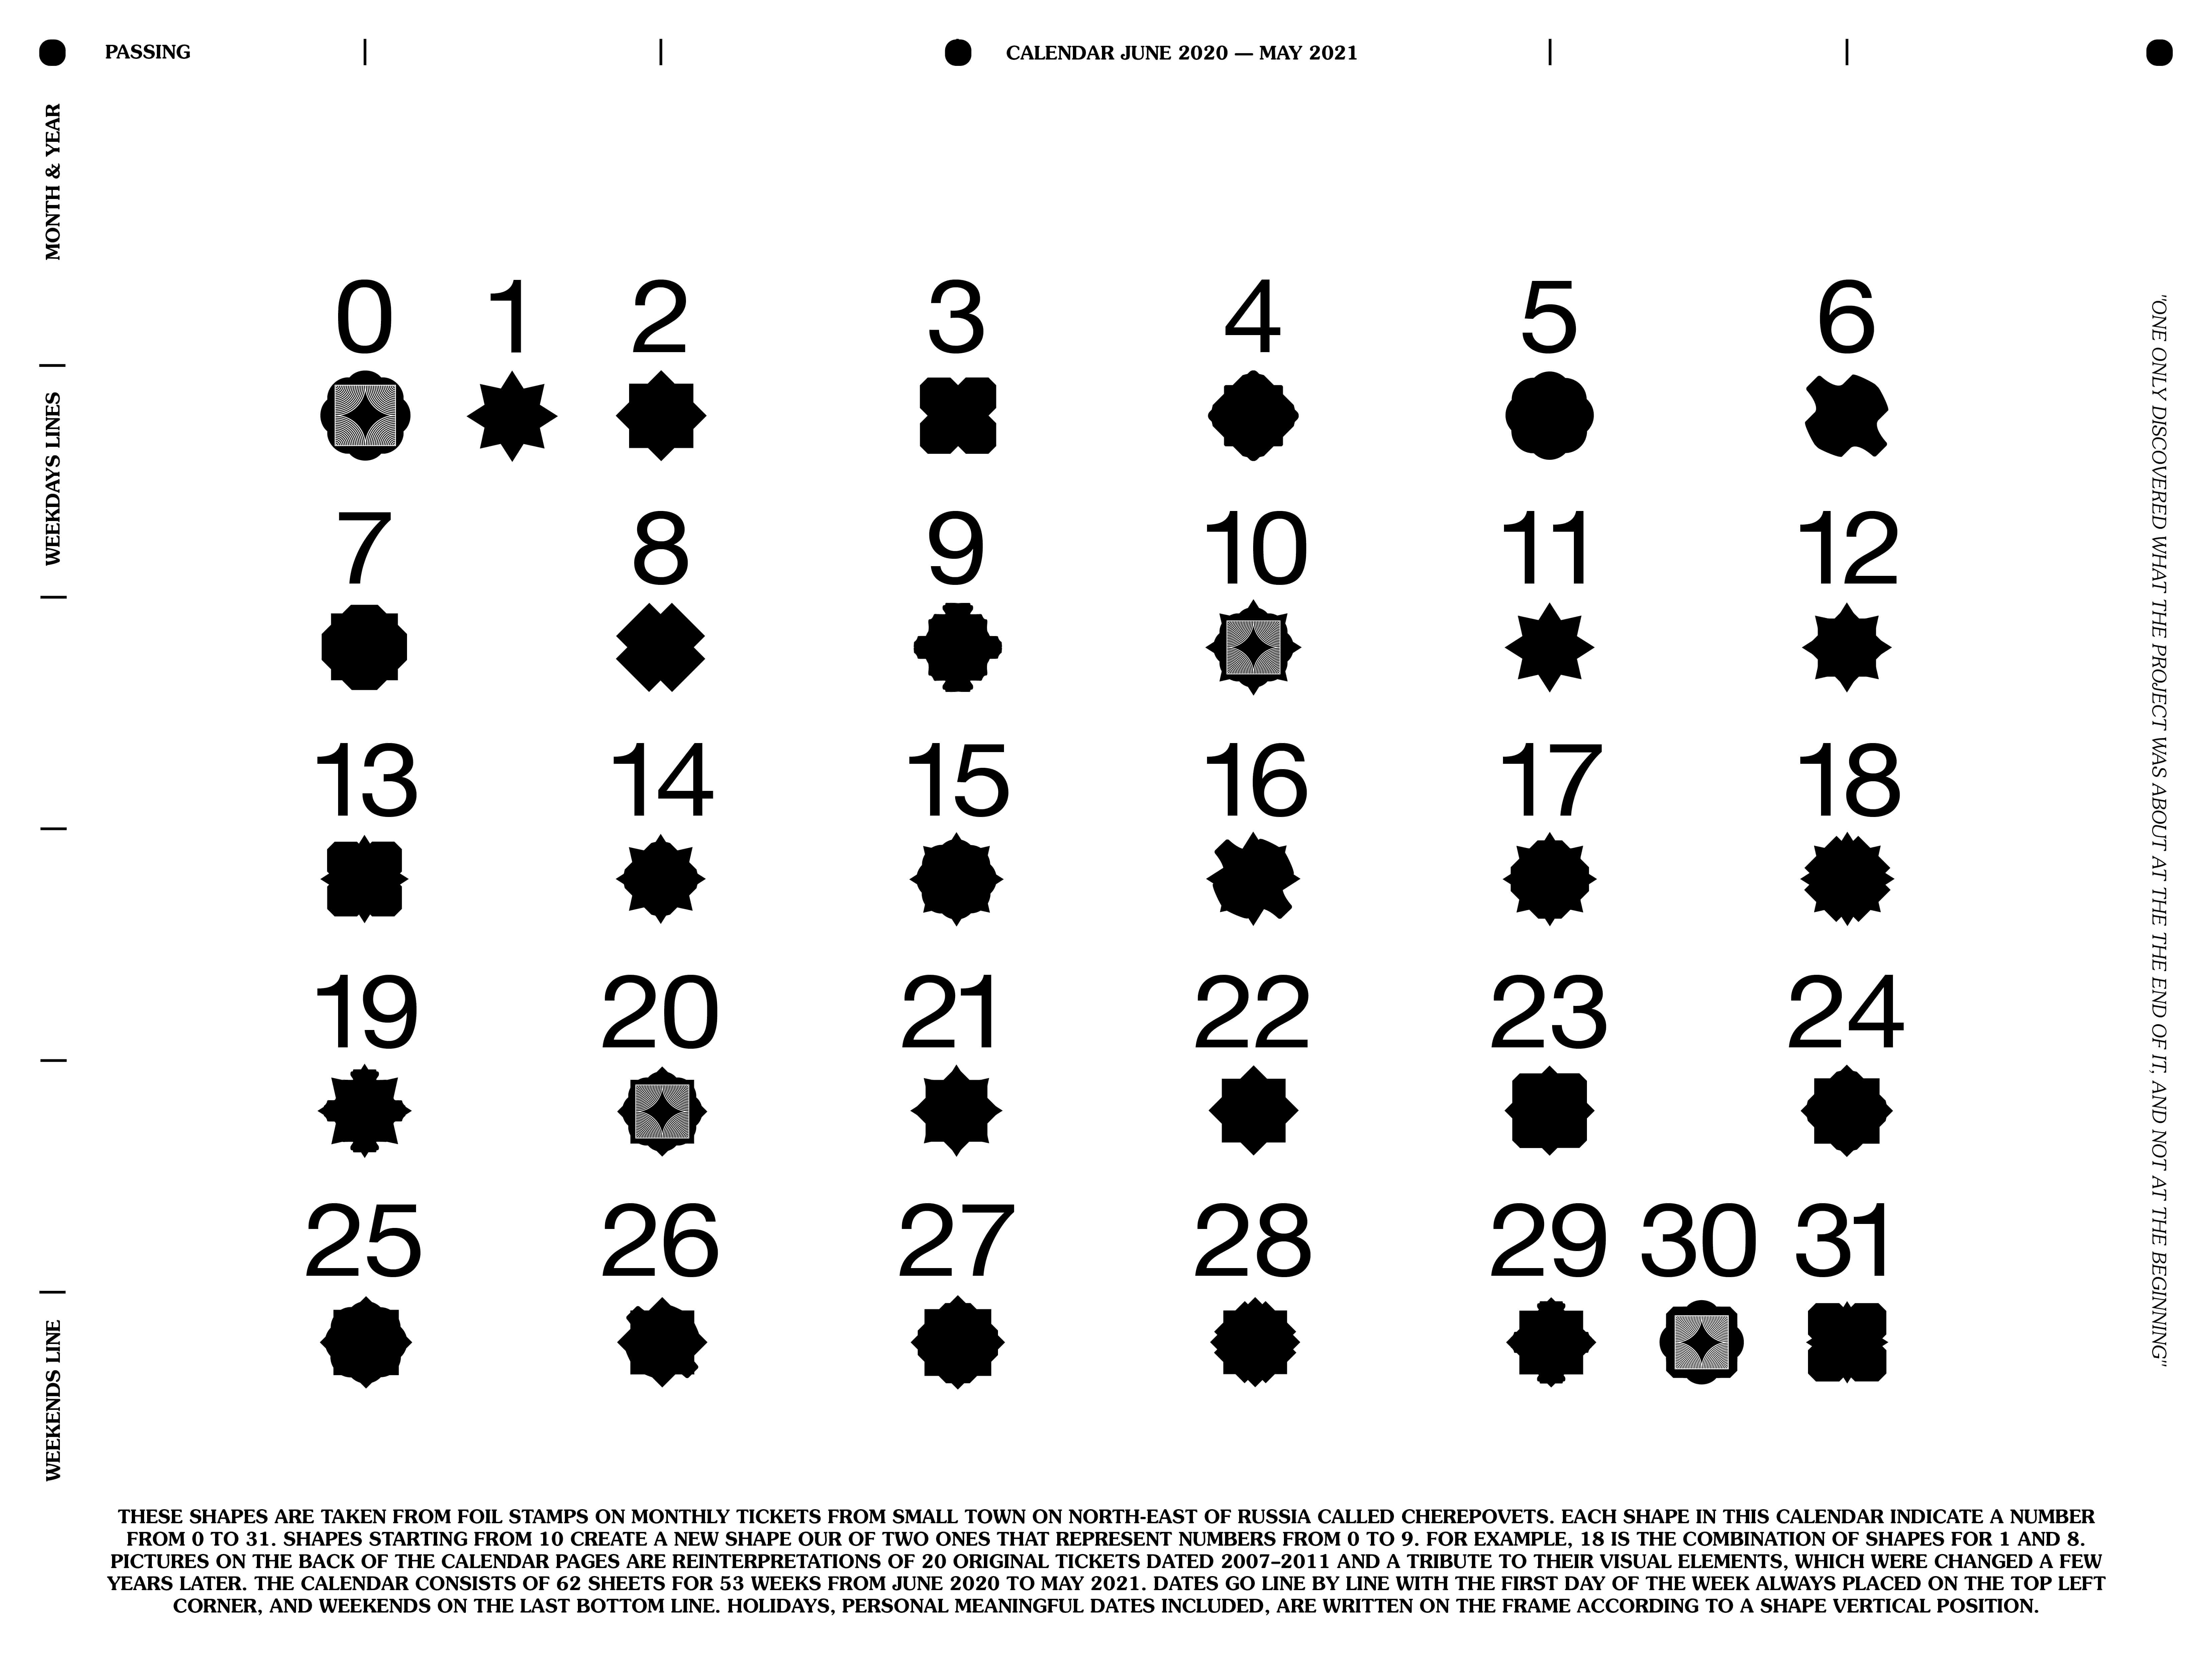 PASSING
CALENDAR JUNE 2020 — MAY 2021
MONTH & YEAR
WEEKDAYS LINES
WEEKENDS LINE
0 1 2 3 4 5 6
7 8 9 10 11 12
13 14 15 16 17 18
19 20 21 22 23 24
25 26 27 28 29 30 31
"ONE ONLY DISCOVERED WHAT THE PROJECT WAS ABOUT AT THE THE END OF IT, AND NOT AT THE BEGINNING"
THESE SHAPES ARE TAKEN FROM FOIL STAMPS ON MONTHLY TICKETS FROM SMALL TOWN ON NORTH-EAST OF RUSSIA CALLED CHEREPOVETS. EACH SHAPE IN THIS CALENDAR INDICATE A NUMBER
FROM 0 TO 31. SHAPES STARTING FROM 10 CREATE A NEW SHAPE OUR OF TWO ONES THAT REPRESENT NUMBERS FROM 0 TO 9. FOR EXAMPLE, 18 IS THE COMBINATION OF SHAPES FOR 1 AND 8.
PICTURES ON THE BACK OF THE CALENDAR PAGES ARE REINTERPRETATIONS OF 20 ORIGINAL TICKETS DATED 2007–2011 AND A TRIBUTE TO THEIR VISUAL ELEMENTS, WHICH WERE CHANGED A FEW
YEARS LATER. THE CALENDAR CONSISTS OF 62 SHEETS FOR 53 WEEKS FROM JUNE 2020 TO MAY 2021. DATES GO LINE BY LINE WITH THE FIRST DAY OF THE WEEK ALWAYS PLACED ON THE TOP LEFT
CORNER, AND WEEKENDS ON THE LAST BOTTOM LINE. HOLIDAYS, PERSONAL MEANINGFUL DATES INCLUDED, ARE WRITTEN ON THE FRAME ACCORDING TO A SHAPE VERTICAL POSITION.